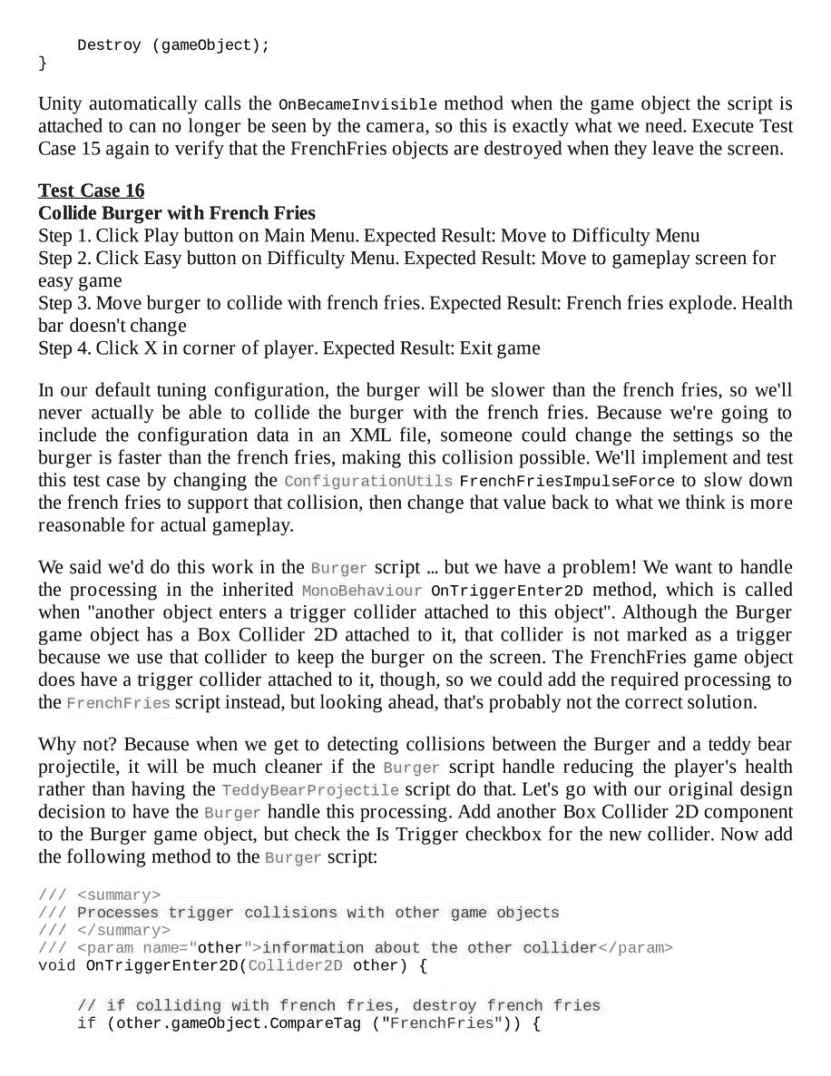 Destroy (gameObject);
}
Unity automatically calls the OnBecameInvisible method when the game object the script is
attached to can no longer be seen by the camera, so this is exactly what we need. Execute Test
Case 15 again to verify that the FrenchFries objects are destroyed when they leave the screen.
Test Case 16
Collide Burger with French Fries
Step 1. Click Play button on Main Menu. Expected Result: Move to Difficulty Menu
Step 2. Click Easy button on Difficulty Menu. Expected Result: Move to gameplay screen for
easy game
Step 3. Move burger to collide with french fries. Expected Result: French fries explode. Health
bar doesn't change
Step 4. Click X in corner of player. Expected Result: Exit game
In our default tuning configuration, the burger will be slower than the french fries, so we'll
never actually be able to collide the burger with the french fries. Because we're going to
include the configuration data in an XML file, someone could change the settings so the
burger is faster than the french fries, making this collision possible. We'll implement and test
this test case by changing the ConfigurationUtils FrenchFriesImpulseForce to slow down
the french fries to support that collision, then change that value back to what we think is more
reasonable for actual gameplay.
We said we'd do this work in the Burger script ... but we have a problem! We want to handle
the processing in the inherited MonoBehaviour OnTriggerEnter2D method, which is called
when "another object enters a trigger collider attached to this object". Although the Burger
game object has a Box Collider 2D attached to it, that collider is not marked as a trigger
because we use that collider to keep the burger on the screen. The FrenchFries game object
does have a trigger collider attached to it, though, so we could add the required processing to
the FrenchFries script instead, but looking ahead, that's probably not the correct solution.
Why not? Because when we get to detecting collisions between the Burger and a teddy bear
projectile, it will be much cleaner if the Burger script handle reducing the player's health
rather than having the TeddyBearProjectile script do that. Let's go with our original design
decision to have the Burger handle this processing. Add another Box Collider 2D component
to the Burger game object, but check the Is Trigger checkbox for the new collider. Now add
the following method to the Burger script:
/// <summary>
/// Processes trigger collisions with other game objects
/// </summary>
/// <param name="other">information about the other collider</param>
void OnTriggerEnter2D(Collider2D other) {
// if colliding with french fries, destroy french fries
if (other.gameObject.CompareTag ("FrenchFries")) {